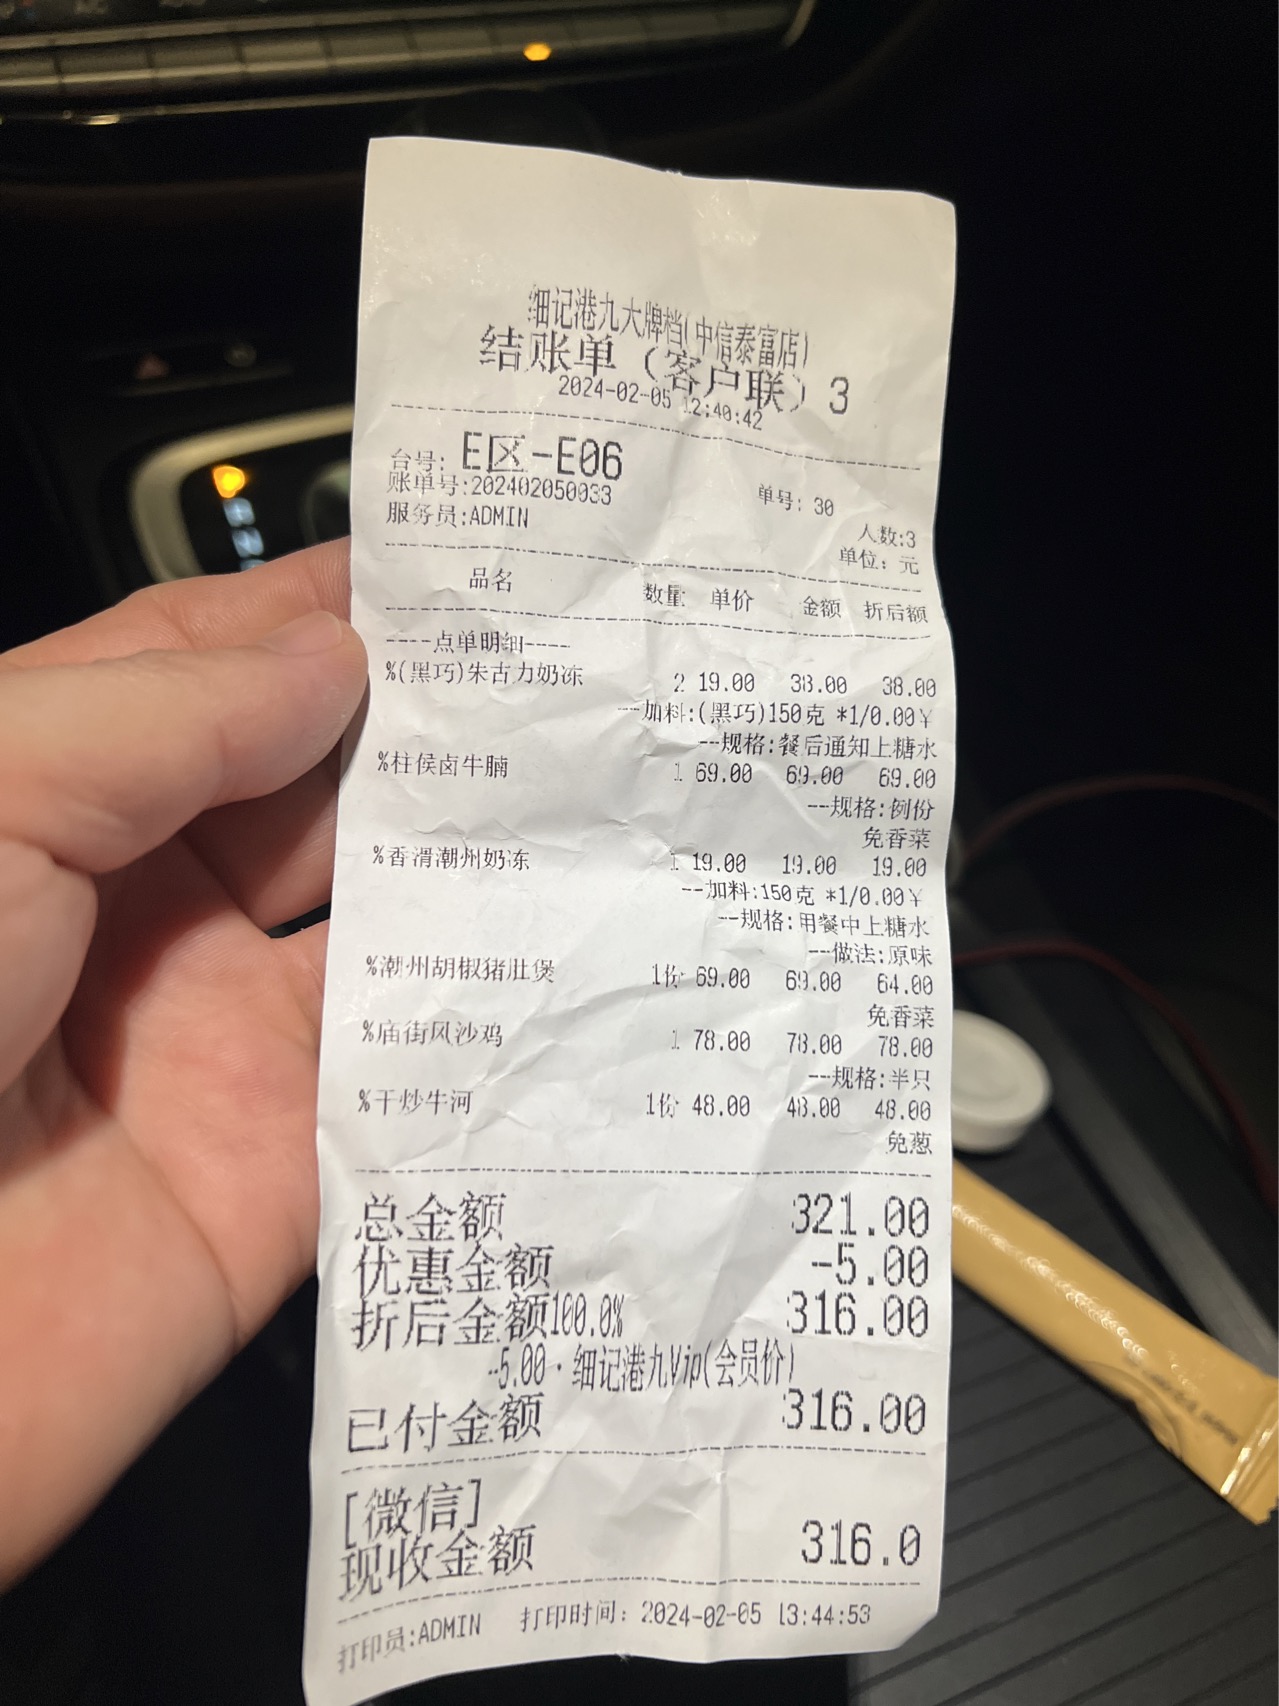 细记港九大牌档(中信泰富店)
结账单（客户联）3
2024-02-05 12:40:42
台号: E区-E06
账单号:202402050033 单号: 30
服务员:ADMIN 人数:3
单位: 元
品名 数量 单价 金额 折后额
----点单明细----
%(黑巧)朱古力奶冻 2 19.00 38.00 38.00
--加料:(黑巧)150克 *1/0.00¥
--规格:餐后通知上糖水
%柱侯卤牛腩 1 69.00 69.00 69.00
--规格:例份
免香菜
%香滑潮州奶冻 1 19.00 19.00 19.00
--加料:150克 *1/0.00¥
--规格:用餐中上糖水
--做法:原味
%潮州胡椒猪肚煲 1份 69.00 69.00 64.00
免香菜
%庙街风沙鸡 1 78.00 78.00 78.00
--规格:半只
%干炒牛河 1份 48.00 48.00 48.00
免葱
总金额 321.00
优惠金额 -5.00
折后金额100.0% 316.00
-5.00·细记港九Vip(会员价)
已付金额 316.00
[微信]
现收金额 316.0
打印员:ADMIN 打印时间: 2024-02-05 13:44:53